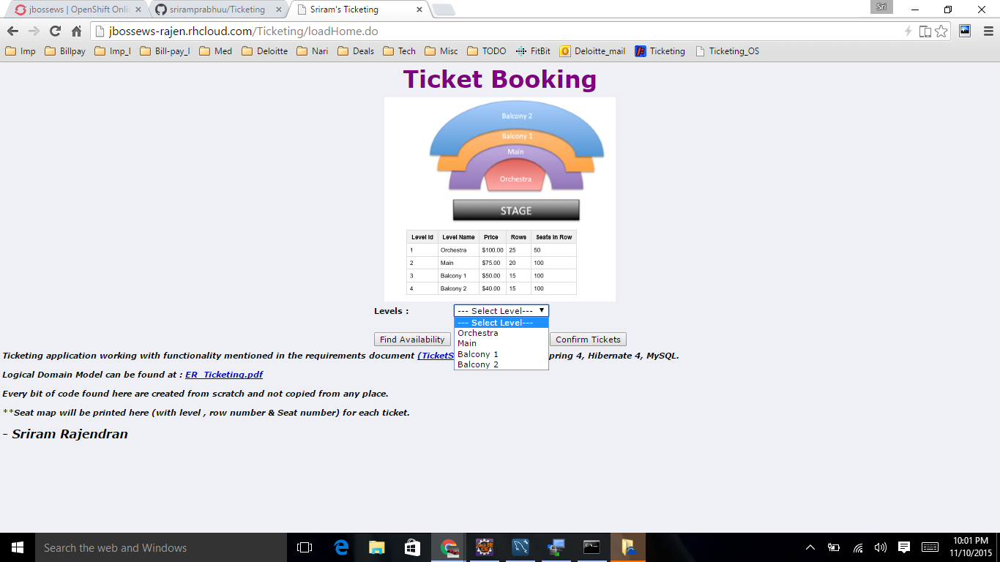 jbossews | OpenShift Onli
sriramprabhuu/Ticketing
Sriram's Ticketing
Sri
jbossews-rajen.rhcloud.com/Ticketing/loadHome.do
Imp Billpay Imp_I Bill-pay_I Med Deloitte Nari Deals Tech Misc TODO FitBit Deloitte_mail Ticketing Ticketing_OS
Ticket Booking
Balcony 2
Balcony 1
Main
Orchestra
STAGE
Level Id Level Name Price Rows Seats in Row
1 Orchestra $100.00 25 50
2 Main $75.00 20 100
3 Balcony 1 $50.00 15 100
4 Balcony 2 $40.00 15 100
Levels : --- Select Level---
--- Select Level---
Orchestra
Main
Balcony 1
Balcony 2
Find Availability Confirm Tickets
Ticketing application working with functionality mentioned in the requirements document (TicketS pring 4, Hibernate 4, MySQL.
Logical Domain Model can be found at : ER_Ticketing.pdf
Every bit of code found here are created from scratch and not copied from any place.
**Seat map will be printed here (with level , row number & Seat number) for each ticket.
- Sriram Rajendran
Search the web and Windows
10:01 PM
11/10/2015